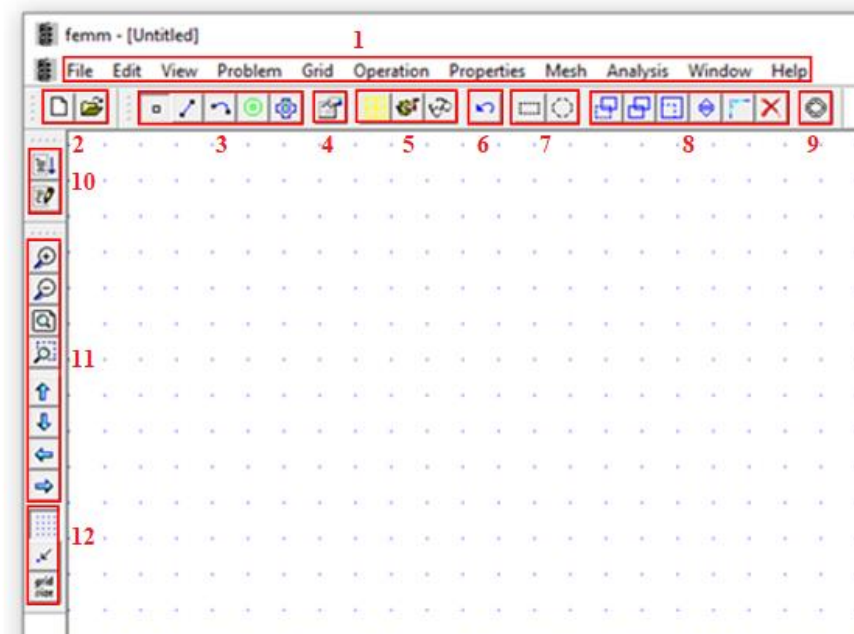 femm - [Untitled]
1
File Edit View Problem Grid Operation Properties Mesh Analysis Window Help
2 3 4 5 6 7 8 9
10
11
12
grid
size